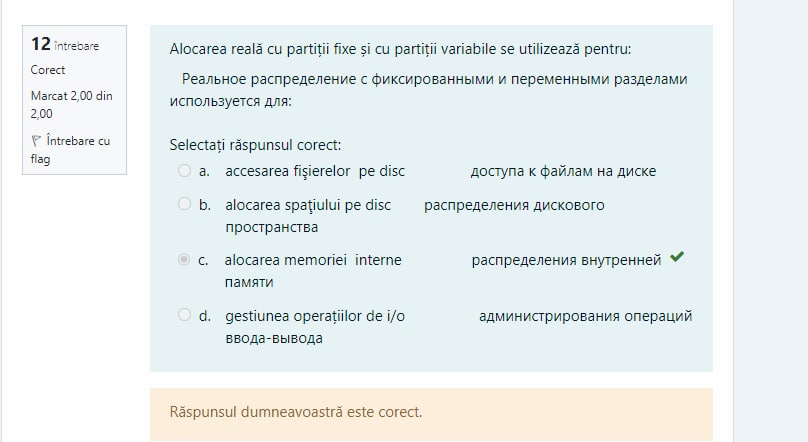 12 întrebare
Corect
Marcat 2,00 din
2,00
Întrebare cu
flag
Alocarea reală cu partiții fixe și cu partiții variabile se utilizează pentru:
Реальное распределение с фиксированными и переменными разделами
используется для:
Selectați răspunsul corect:
a. accesarea fişierelor pe disc доступа к файлам на диске
b. alocarea spaţiului pe disc распределения дискового
пространства
c. alocarea memoriei interne распределения внутренней
памяти
d. gestiunea operațiilor de i/o администрирования операций
ввода-вывода
Răspunsul dumneavoastră este corect.